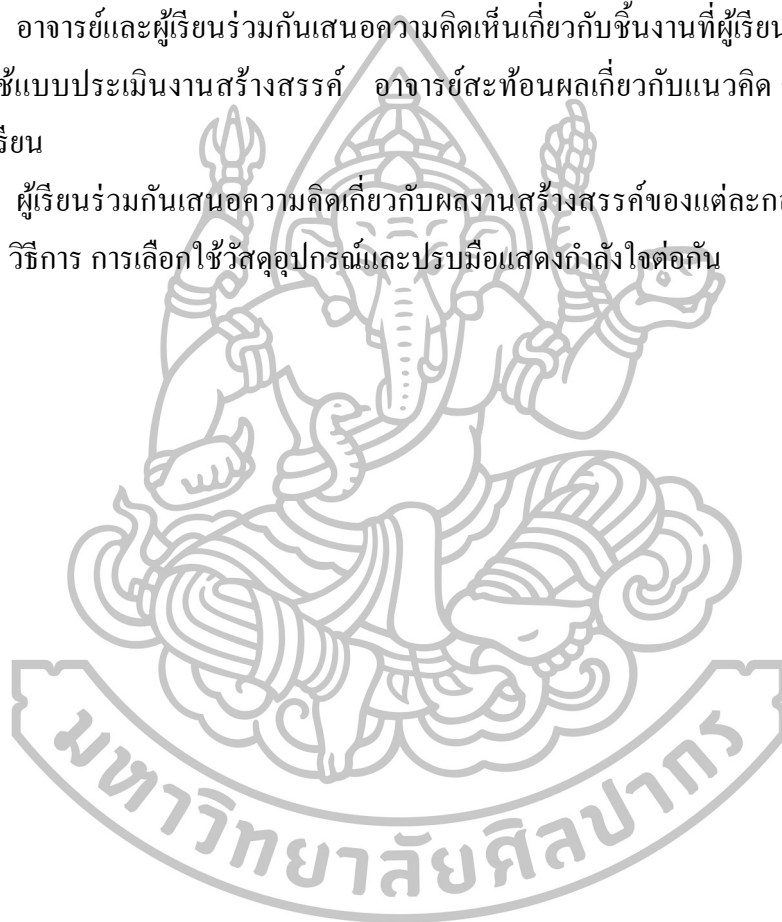 อาจารย์และผู้เรียนร่วมกันเสนอความคิดเห็นเกี่ยวกับชิ้นงานที่ผู้เรียน
ช้แบบประเมินงานสร้างสรรค์ อาจารย์สะท้อนผลเกี่ยวกับแนวคิด
รียน
ผู้เรียนร่วมกันเสนอความคิดเกี่ยวกับผลงานสร้างสรรค์ของแต่ละก
วิธีการ การเลือกใช้วัสดุอุปกรณ์และปรบมือแสดงกำลังใจต่อกัน
มหาวิทยาลัยศิลปากร